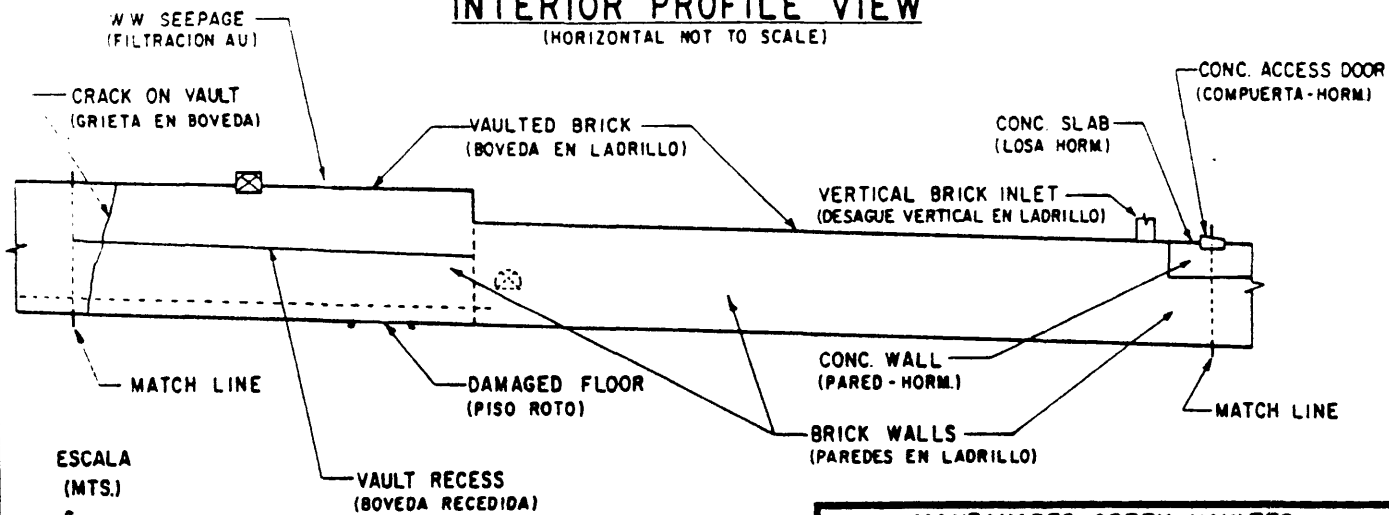 INTERIOR PROFILE VIEW
(HORIZONTAL NOT TO SCALE)
WW SEEPAGE
(FILTRACION AU)
CRACK ON VAULT
(GRIETA EN BOVEDA)
VAULTED BRICK
(BOVEDA EN LADRILLO)
CONC. ACCESS DOOR
(COMPUERTA-HORM.)
CONC. SLAB
(LOSA HORM.)
VERTICAL BRICK INLET
(DESAGUE VERTICAL EN LADRILLO)
MATCH LINE
DAMAGED FLOOR
(PISO ROTO)
CONC. WALL
(PARED-HORM.)
MATCH LINE
BRICK WALLS
(PAREDES EN LADRILLO)
ESCALA
(MTS.)
VAULT RECESS
(BOVEDA RECEDIDA)